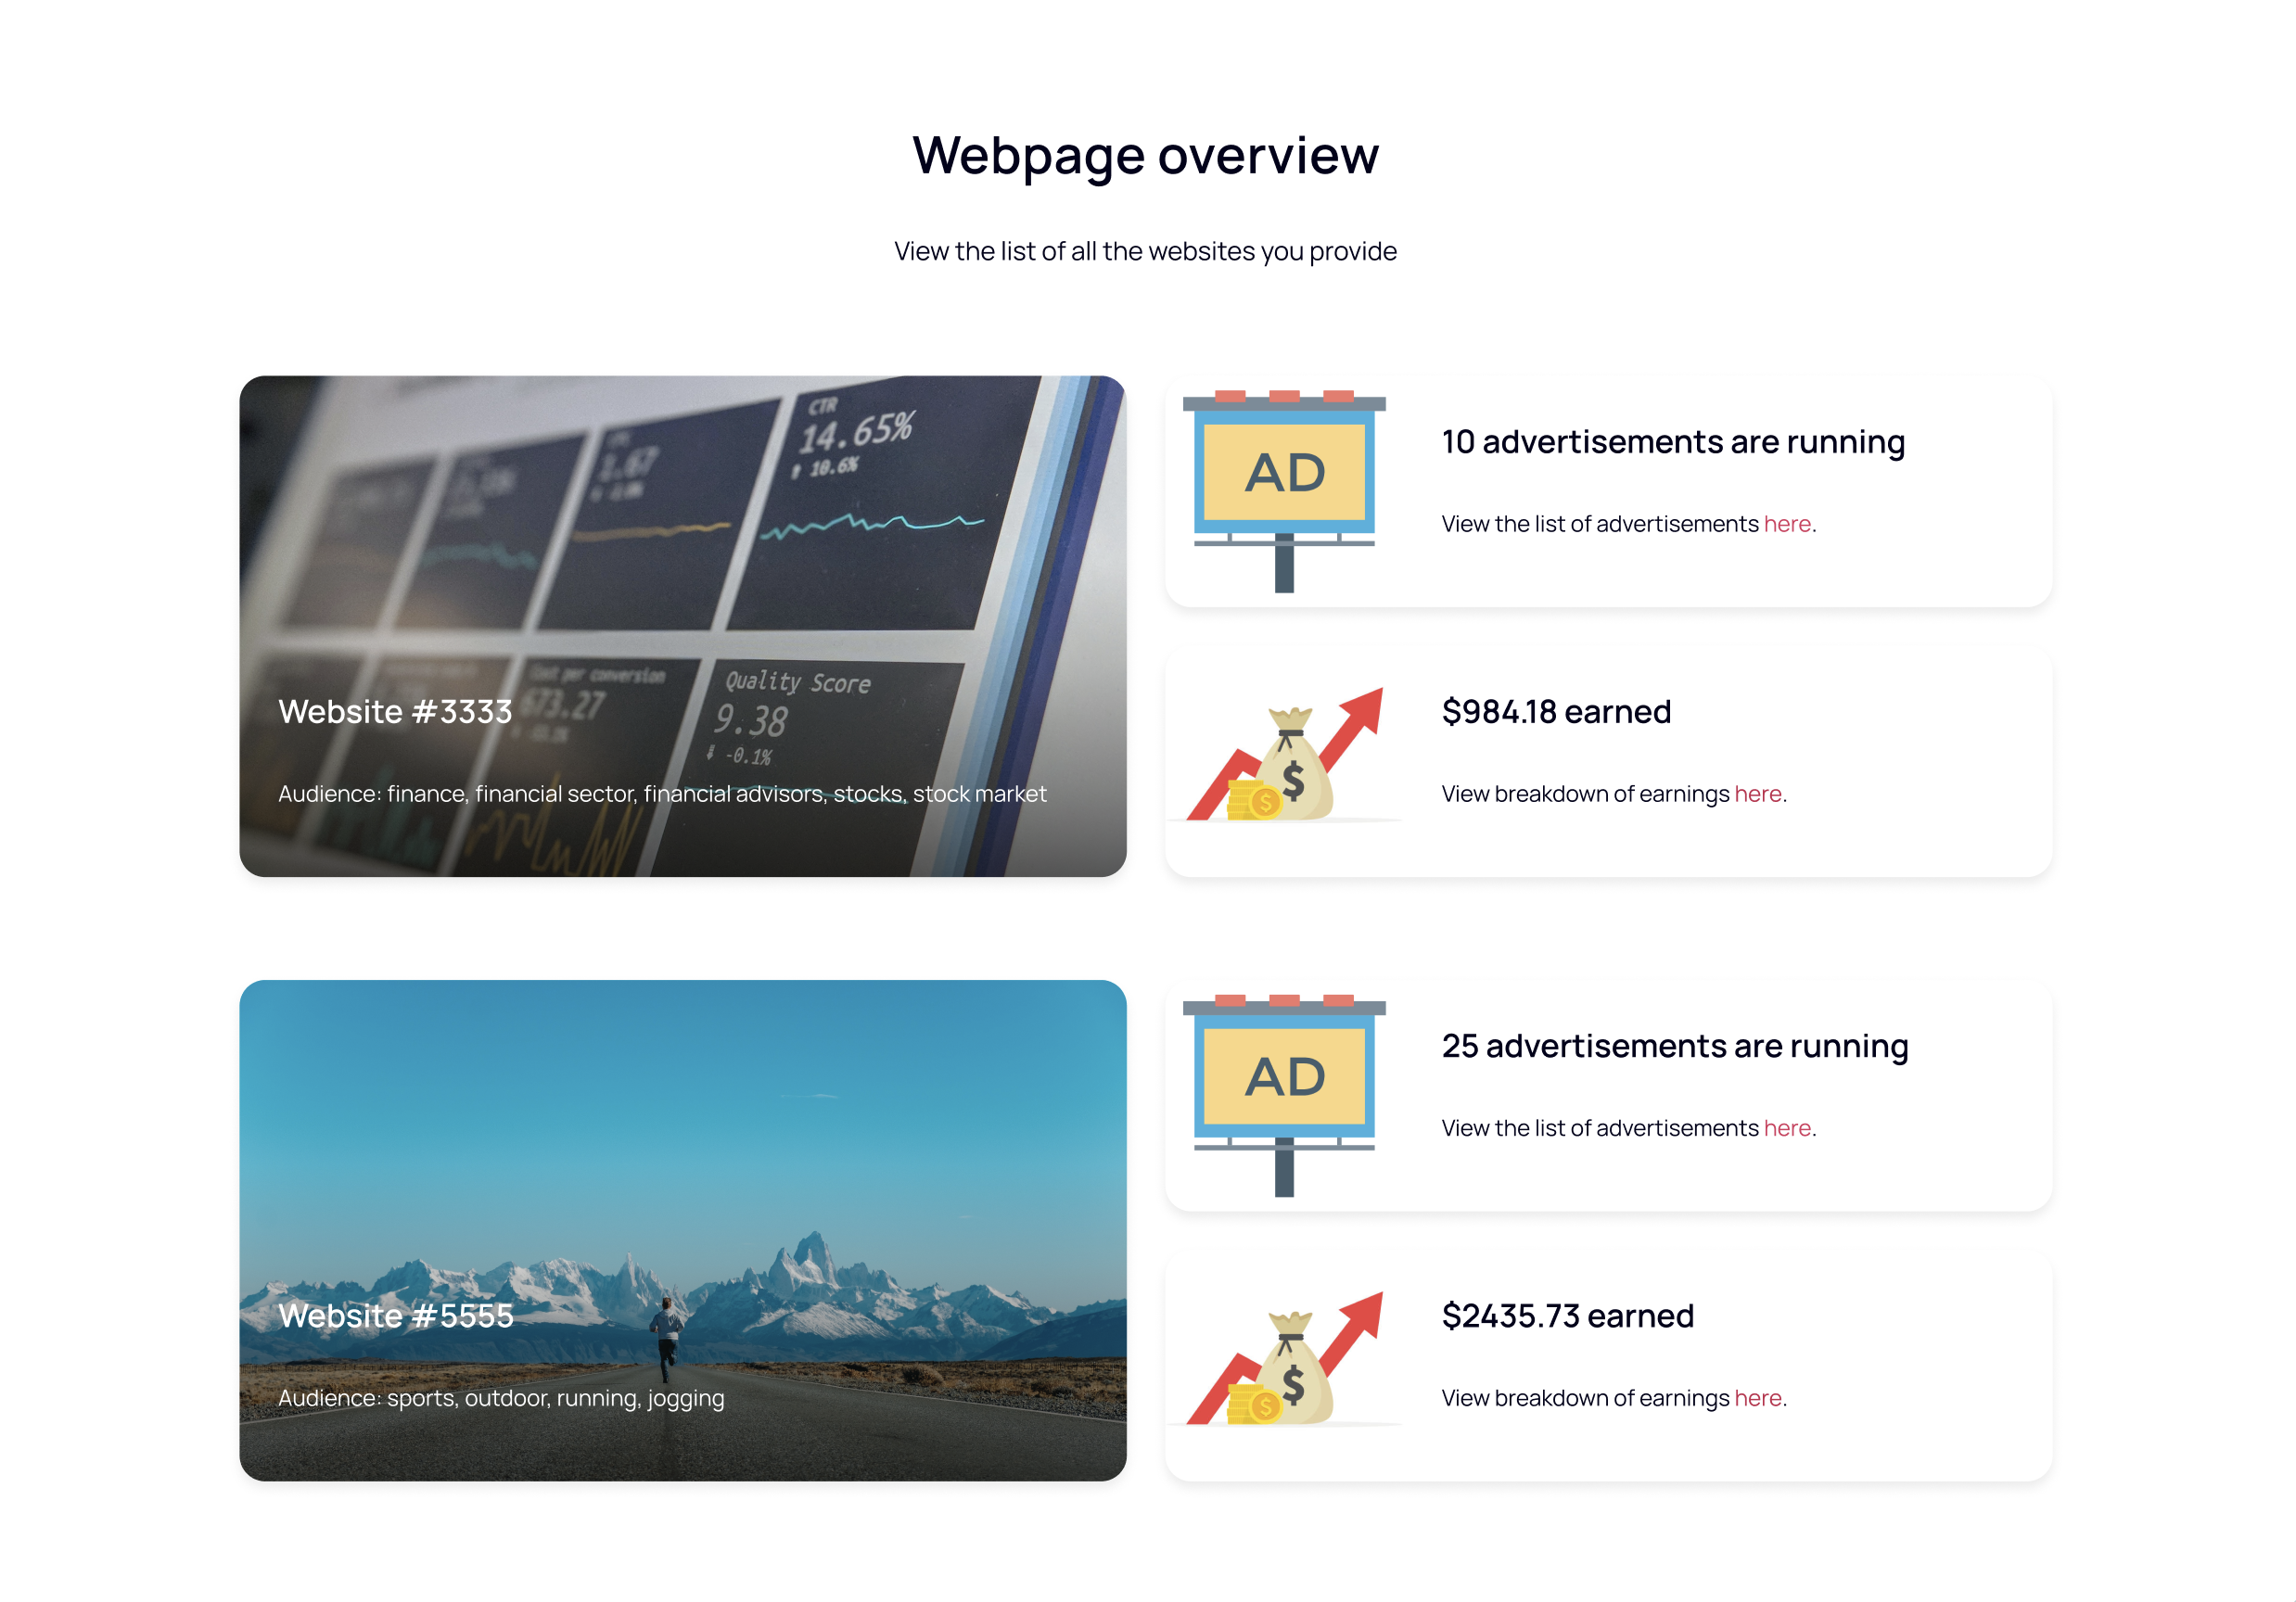 Webpage overview
View the list of all the websites you provide
CTR
14.65%
10.6%
1.67
Cost per conversion
673.27
Quality Score
9.38
-0.1%
Website #3333
Audience: finance, financial sector, financial advisors, stocks, stock market
AD
10 advertisements are running
View the list of advertisements here.
$
$
$984.18 earned
View breakdown of earnings here.
Website #5555
Audience: sports, outdoor, running, jogging
AD
25 advertisements are running
View the list of advertisements here.
$
$
$2435.73 earned
View breakdown of earnings here.